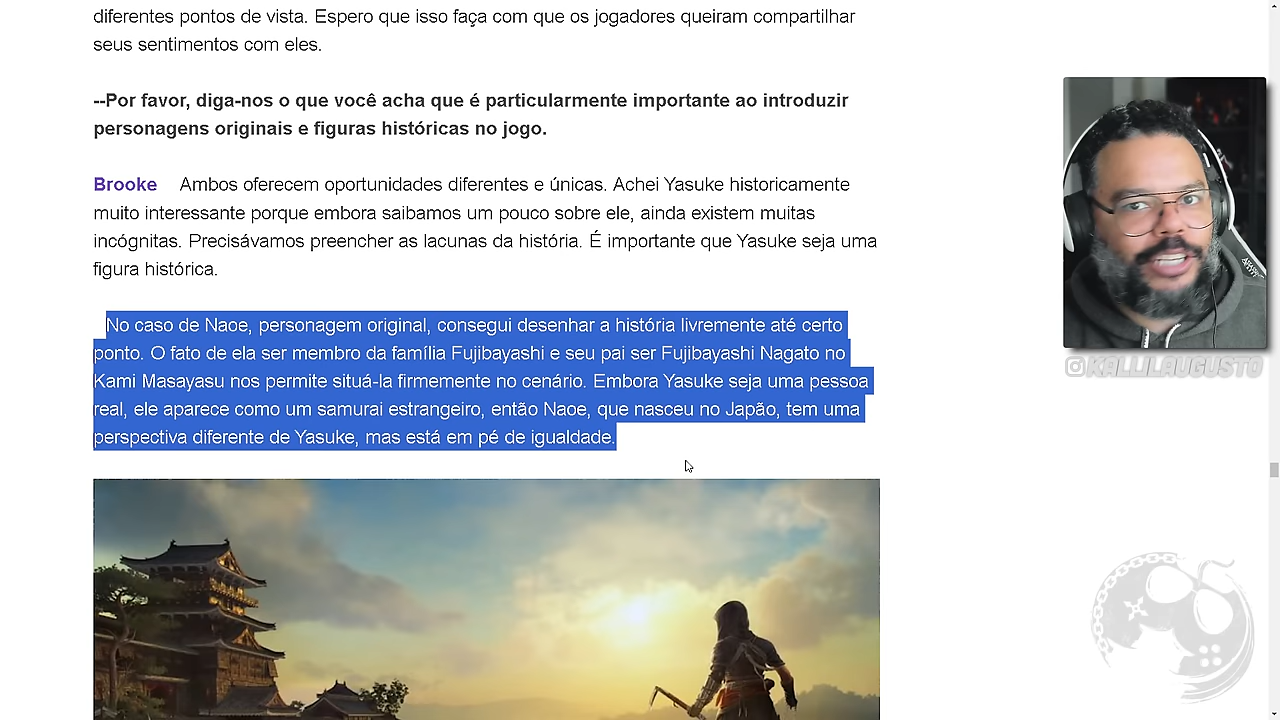 diferentes pontos de vista. Espero que isso faça com que os jogadores queiram compartilhar
seus sentimentos com eles.
--Por favor, diga-nos o que você acha que é particularmente importante ao introduzir
personagens originais e figuras históricas no jogo.
Brooke Ambos oferecem oportunidades diferentes e únicas. Achei Yasuke historicamente
muito interessante porque embora saibamos um pouco sobre ele, ainda existem muitas
incógnitas. Precisávamos preencher as lacunas da história. É importante que Yasuke seja uma
figura histórica.
No caso de Naoe, personagem original, consegui desenhar a história livremente até certo
ponto. O fato de ela ser membro da família Fujibayashi e seu pai ser Fujibayashi Nagato no
Kami Masayasu nos permite situá-la firmemente no cenário. Embora Yasuke seja uma pessoa
real, ele aparece como um samurai estrangeiro, então Naoe, que nasceu no Japão, tem uma
perspectiva diferente de Yasuke, mas está em pé de igualdade.
@KALLILAUGUSTO